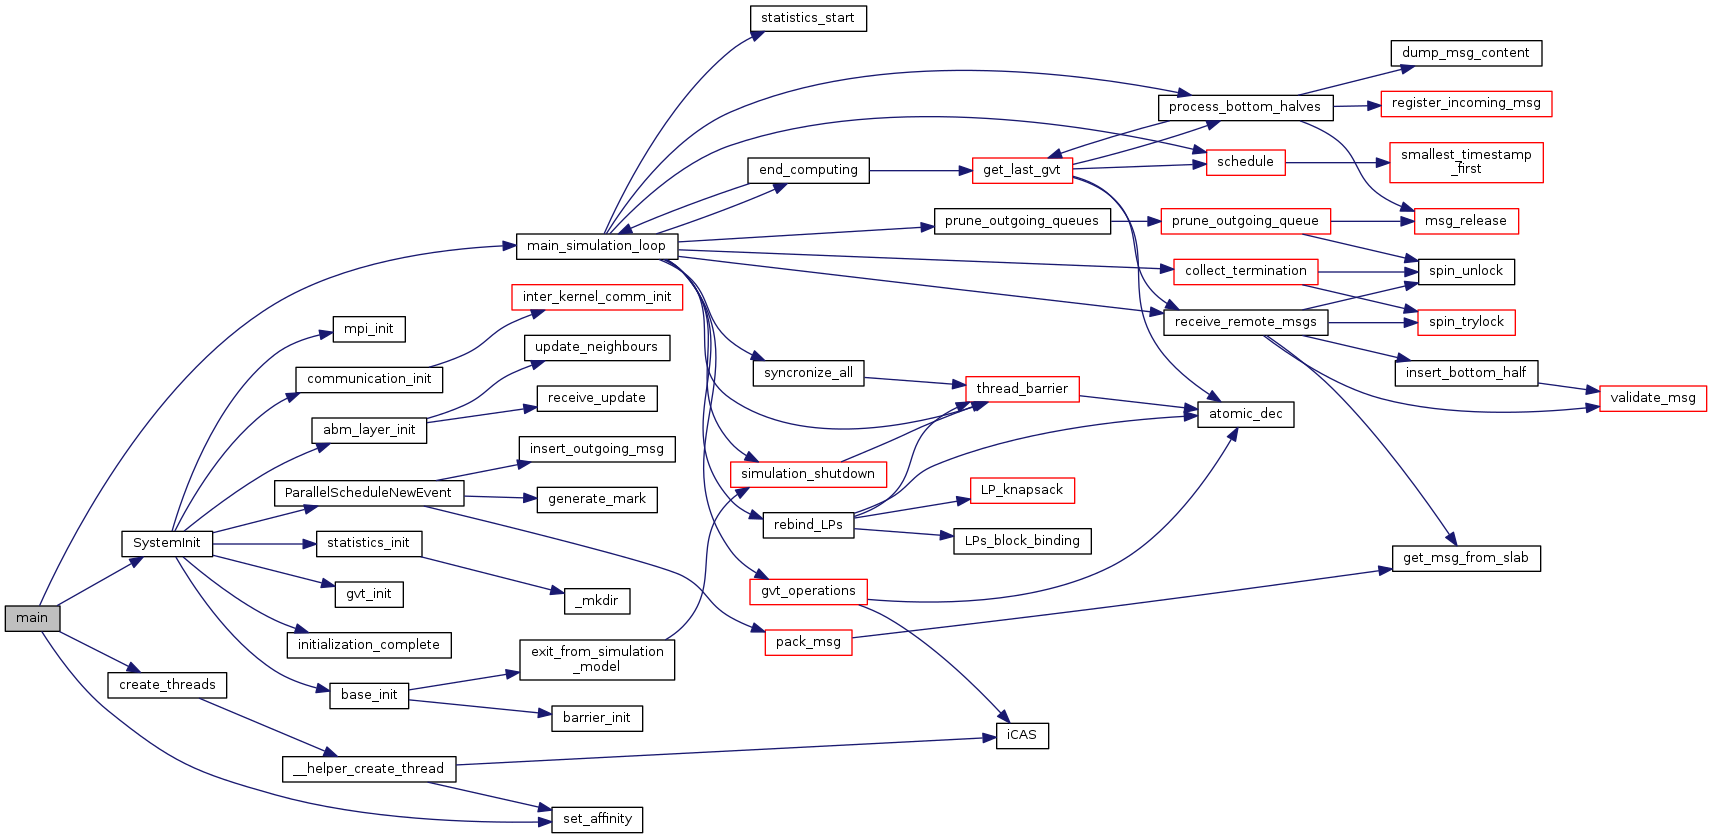 main
SystemInit
create_threads
mpi_init
communication_init
abm_layer_init
ParallelScheduleNewEvent
statistics_init
gvt_init
initialization_complete
base_init
__helper_create_thread
main_simulation_loop
inter_kernel_comm_init
update_neighbours
receive_update
insert_outgoing_msg
generate_mark
_mkdir
exit_from_simulation
_model
barrier_init
set_affinity
statistics_start
end_computing
syncronize_all
simulation_shutdown
rebind_LPs
gvt_operations
pack_msg
get_last_gvt
prune_outgoing_queues
thread_barrier
LP_knapsack
LPs_block_binding
iCAS
process_bottom_halves
schedule
prune_outgoing_queue
collect_termination
receive_remote_msgs
atomic_dec
dump_msg_content
register_incoming_msg
smallest_timestamp
_first
msg_release
spin_unlock
spin_trylock
insert_bottom_half
get_msg_from_slab
validate_msg